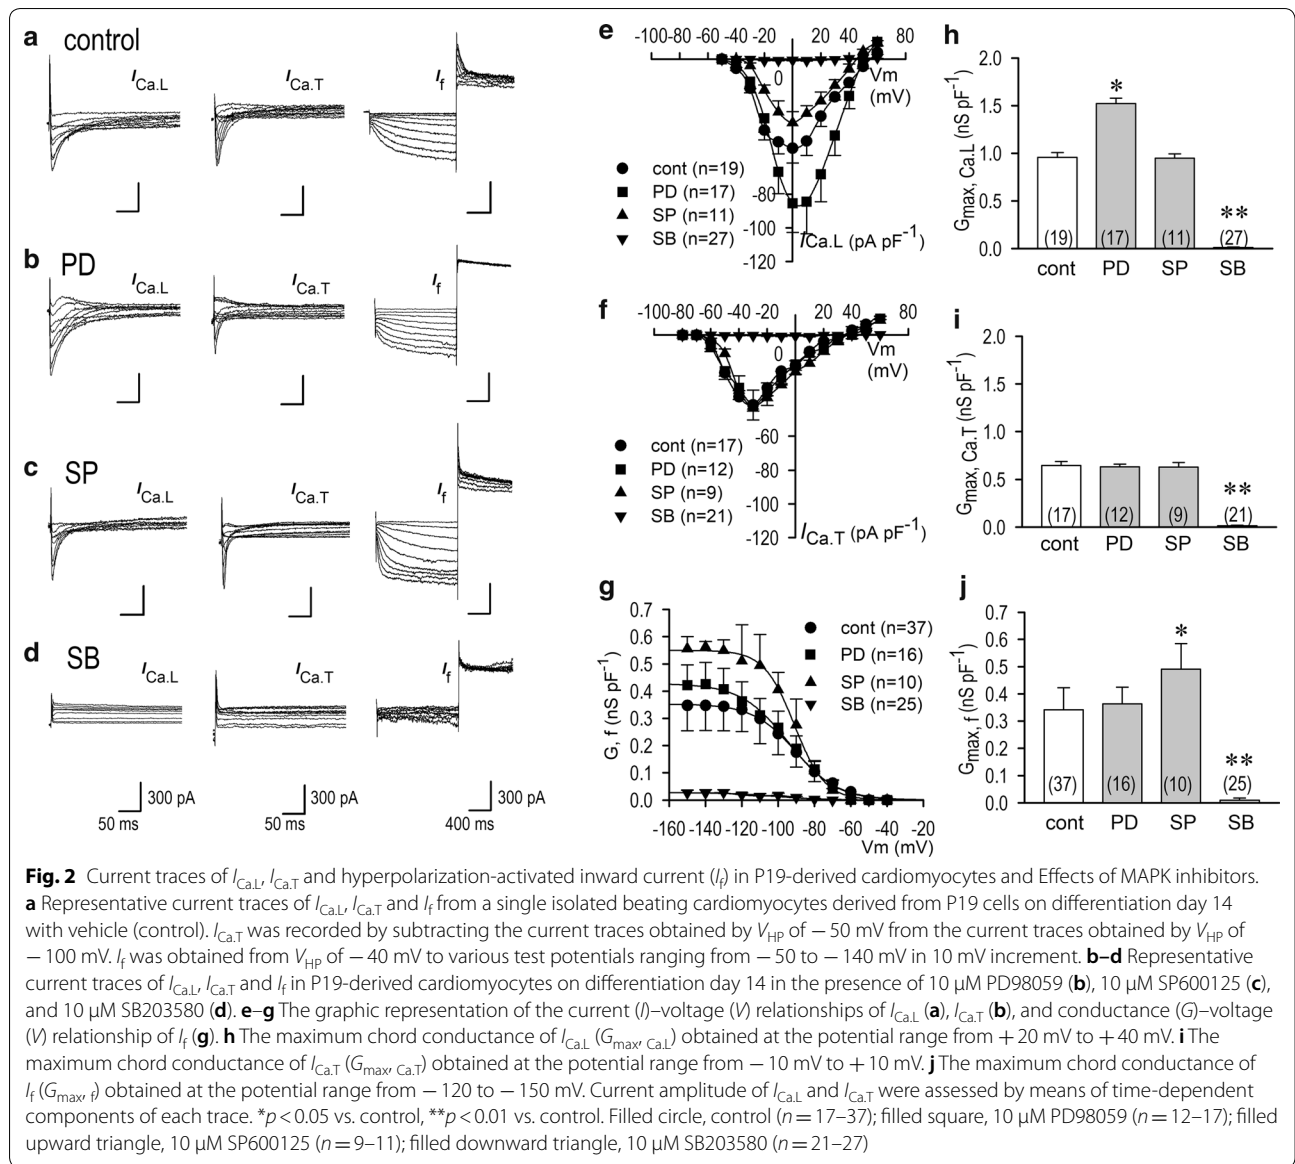 a control
I Ca.L I Ca.T I f
b PD
I Ca.L I Ca.T I f
c SP
I Ca.L I Ca.T I f
d SB
I Ca.L I Ca.T I f
300 pA 300 pA 300 pA
50 ms 50 ms 400 ms
e
-100 -80 -60 -40 20 40 80
0 Vm
(mV)
cont (n=19)
PD (n=17)
SP (n=11)
SB (n=27)
-80
-100
-120
I Ca.L (pA pF-1)
f
-100 -80 -60 -40 -20 20 40 80
0 Vm
(mV)
cont (n=17)
PD (n=12)
SP (n=9)
SB (n=21)
-60
-80
-100
-120
I Ca.T (pA pF-1)
g
G, f (nS pF-1)
0.7
0.6
0.5
0.4
0.3
0.2
0.1
0.0
cont (n=37)
PD (n=16)
SP (n=10)
SB (n=25)
-160 -140 -120 -100 -80 -60 -40 -20
Vm (mV)
h
Gmax, Ca.L (nS pF-1)
2.0
1.5
1.0
0.5
0.0
* **
(19) (17) (11) (27)
cont PD SP SB
i
Gmax, Ca.T (nS pF-1)
2.0
1.5
1.0
0.5
0.0
**
(17) (12) (9) (21)
cont PD SP SB
j
Gmax, f (nS pF-1)
0.7
0.6
0.5
0.4
0.3
0.2
0.1
0.0
* **
(37) (16) (10) (25)
cont PD SP SB
Fig. 2 Current traces of ICa.L, ICa.T and hyperpolarization-activated inward current (If) in P19-derived cardiomyocytes and Effects of MAPK inhibitors.
a Representative current traces of ICa.L, ICa.T and If from a single isolated beating cardiomyocytes derived from P19 cells on differentiation day 14
with vehicle (control). ICa.T was recorded by subtracting the current traces obtained by VHP of − 50 mV from the current traces obtained by VHP of
− 100 mV. If was obtained from VHP of − 40 mV to various test potentials ranging from − 50 to − 140 mV in 10 mV increment. b–d Representative
current traces of ICa.L, ICa.T and If in P19-derived cardiomyocytes on differentiation day 14 in the presence of 10 μM PD98059 (b), 10 μM SP600125 (c),
and 10 μM SB203580 (d). e–g The graphic representation of the current (I)–voltage (V) relationships of ICa.L (a), ICa.T (b), and conductance (G)–voltage
(V) relationship of If (g). h The maximum chord conductance of ICa.L (Gmax, Ca.L) obtained at the potential range from + 20 mV to + 40 mV. i The
maximum chord conductance of ICa.T (Gmax, Ca.T) obtained at the potential range from − 10 mV to + 10 mV. j The maximum chord conductance of
If (Gmax, f) obtained at the potential range from − 120 to − 150 mV. Current amplitude of ICa.L and ICa.T were assessed by means of time-dependent
components of each trace. *p < 0.05 vs. control, **p < 0.01 vs. control. Filled circle, control (n = 17–37); filled square, 10 μM PD98059 (n = 12–17); filled
upward triangle, 10 μM SP600125 (n = 9–11); filled downward triangle, 10 μM SB203580 (n = 21–27)